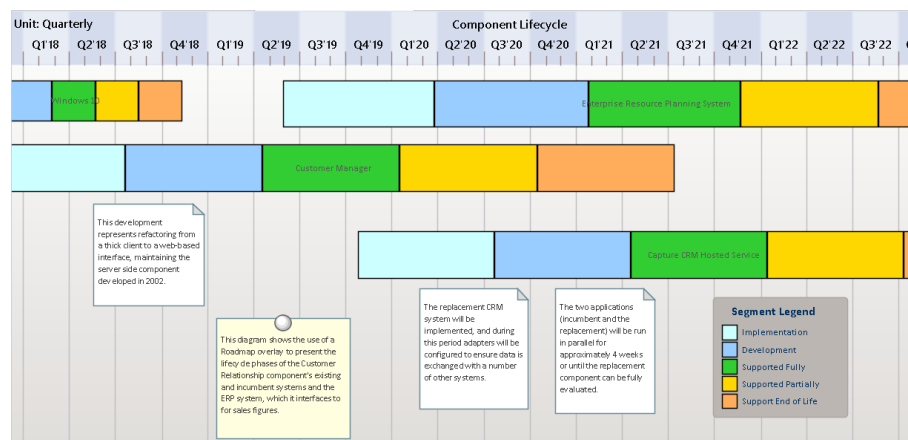 Unit: Quarterly
Component Lifecycle
Q1'18 Q2'18 Q3'18 Q4'18 Q1'19 Q2'19 Q3'19 Q4'19 Q1'20 Q2'20 Q3'20 Q4'20 Q1'21 Q2'21 Q3'21 Q4'21 Q1'22 Q2'22 Q3'22
Windows 10
Enterprise Resource Planning System
Customer Manager
Capture CRM Hosted Service
This development
represents refactoring from
a thick client to a web-based
interface, maintaining the
server side component
developed in 2002.
This diagram shows the use of a
Roadmap overlay to present the
lifecycle phases of the Customer
Relationship component's existing
and incumbent systems and the
ERP system, which it interfaces to
for sales figures.
The replacement CRM
system will be
implemented, and during
this period adapters will be
configured to ensure data is
exchanged with a number
of other systems.
The two applications
(incumbent and the
replacement) will be run
in parallel for
approximately 4 weeks
or until the replacement
component can be fully
evaluated.
Segment Legend
Implementation
Development
Supported Fully
Supported Partially
Support End of Life